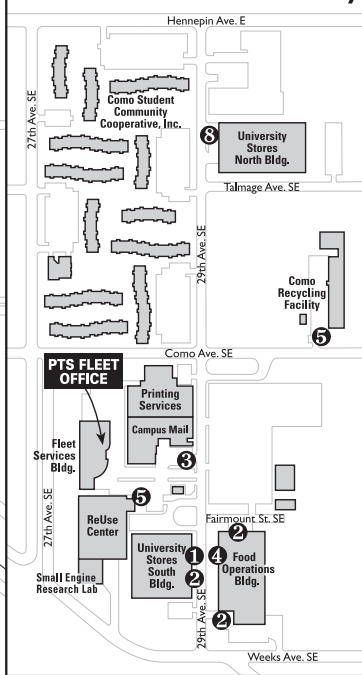 Hennepin Ave. E
27th Ave. SE
Como Student
Community
Cooperative, Inc.
8
University
Stores
North Bldg.
Talmage Ave. SE
29th Ave. SE
Como
Recycling
Facility
5
Como Ave. SE
PTS FLEET
OFFICE
Printing
Services
Campus Mail
3
Fleet
Services
Bldg.
27th Ave. SE
5
ReUse
Center
Fairmount St. SE
2
University
Stores
South
Bldg.
1
2
4
Food
Operations
Bldg.
Small Engine
Research Lab
29th Ave. SE
2
Weeks Ave. SE